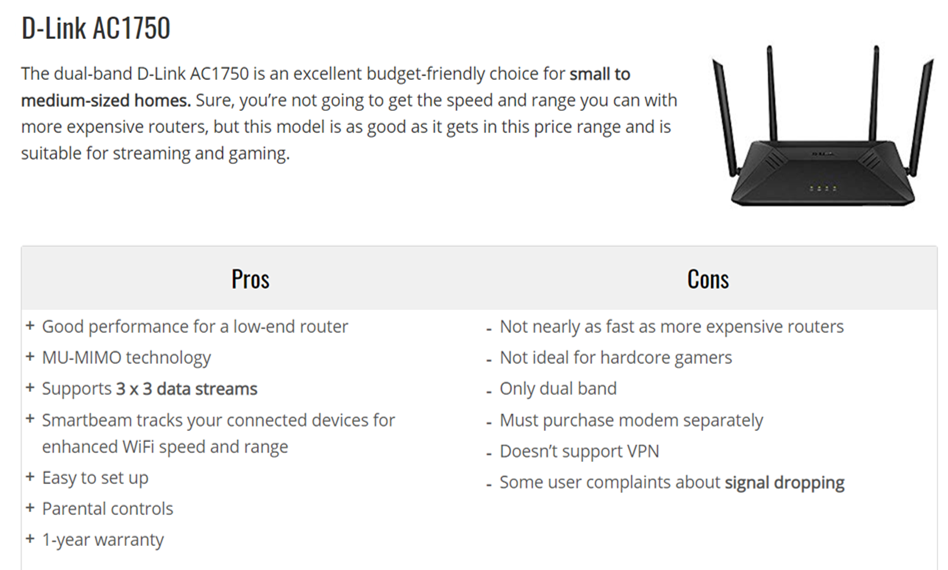 D-Link AC1750
The dual-band D-Link AC1750 is an excellent budget-friendly choice for small to
medium-sized homes. Sure, you’re not going to get the speed and range you can with
more expensive routers, but this model is as good as it gets in this price range and is
suitable for streaming and gaming.
D-Link
Pros
+ Good performance for a low-end router
+ MU-MIMO technology
+ Supports 3 x 3 data streams
+ Smartbeam tracks your connected devices for
enhanced WiFi speed and range
+ Easy to set up
+ Parental controls
+ 1-year warranty
Cons
- Not nearly as fast as more expensive routers
- Not ideal for hardcore gamers
- Only dual band
- Must purchase modem separately
- Doesn’t support VPN
- Some user complaints about signal dropping